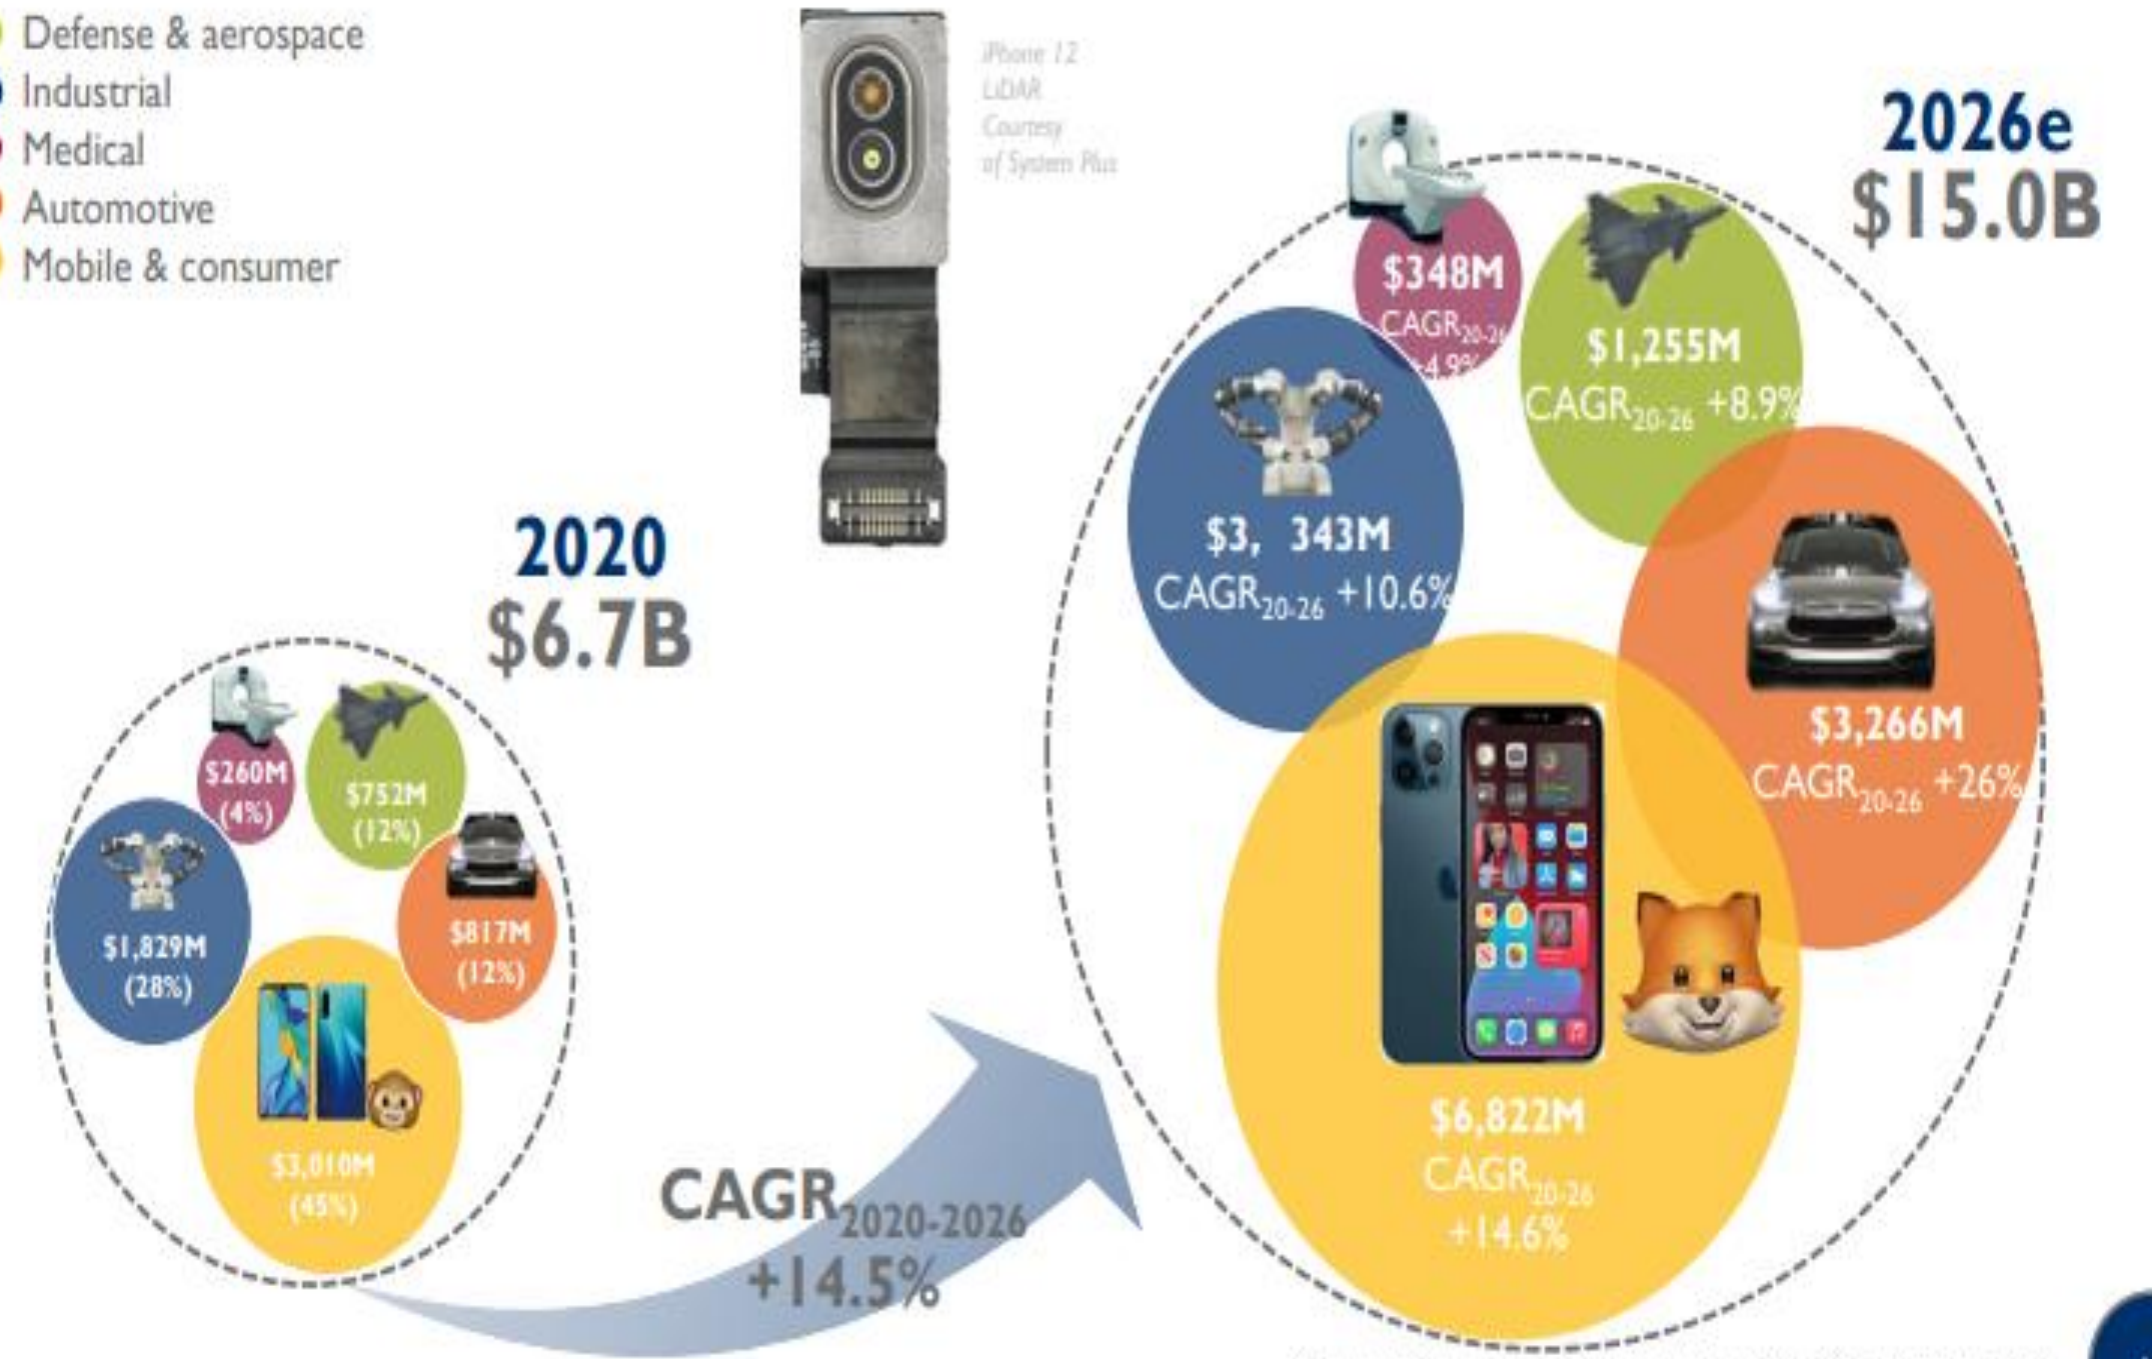 Defense & aerospace
Industrial
Medical
Automotive
Mobile & consumer
iPhone 12
LiDAR
Courtesy
of System Plus
2020
$6.7B
$260M
(4%)
$752M
(12%)
$1,829M
(28%)
$817M
(12%)
$3,010M
(45%)
CAGR2020-2026
+14.5%
2026e
$15.0B
$348M
CAGR20-26
+4.9%
$1,255M
CAGR20-26 +8.9%
$3, 343M
CAGR20-26 +10.6%
$3,266M
CAGR20-26 +26%
$6,822M
CAGR20-26
+14.6%